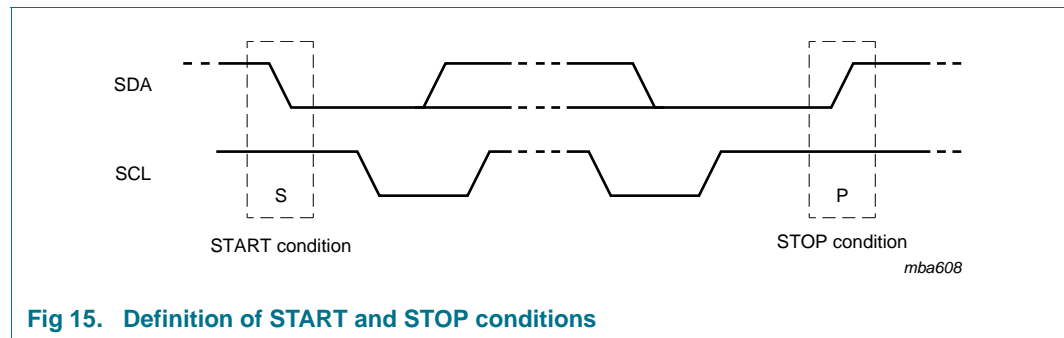 SDA
SCL
S
P
START condition
STOP condition
mba608
Fig 15. Definition of START and STOP conditions